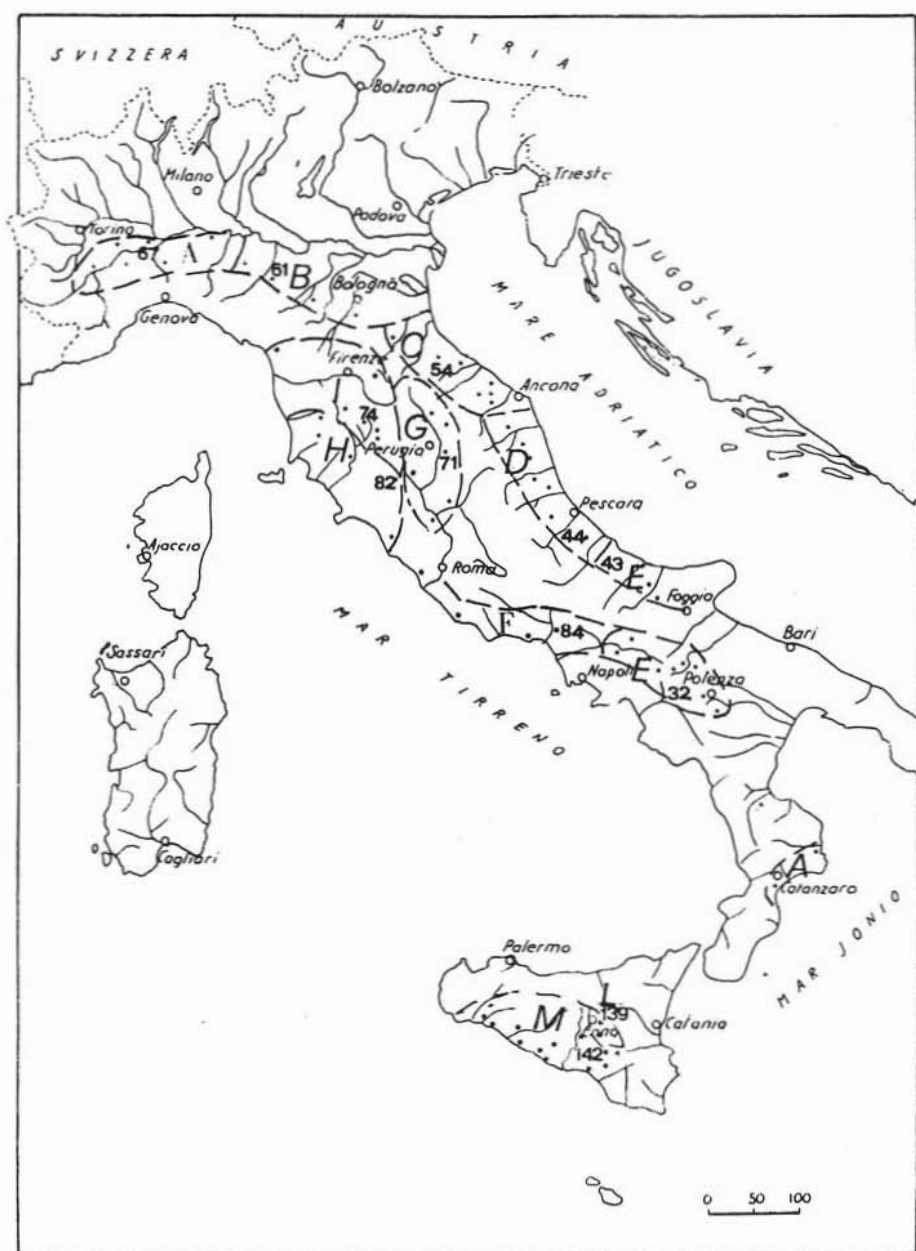 AUSTRIA
SVIZZERA
Bolzano
Milano
Trieste
Padova
Torino
67
A
61
B
Bologna
JUGOSLAVIA
MARE ADRIATICO
Genova
Firenze
54
Ancona
74
G
H
Perugia
71
D
82
Pescara
44
43
E
Ajaccio
Roma
Foggia
84
Bari
Sassari
MAR TIRRENO
Napoli
E
Potenza
32
Cagliari
A
Catanzaro
MAR JONIO
Palermo
L
M
139
Enna
Catania
142
0 50 100